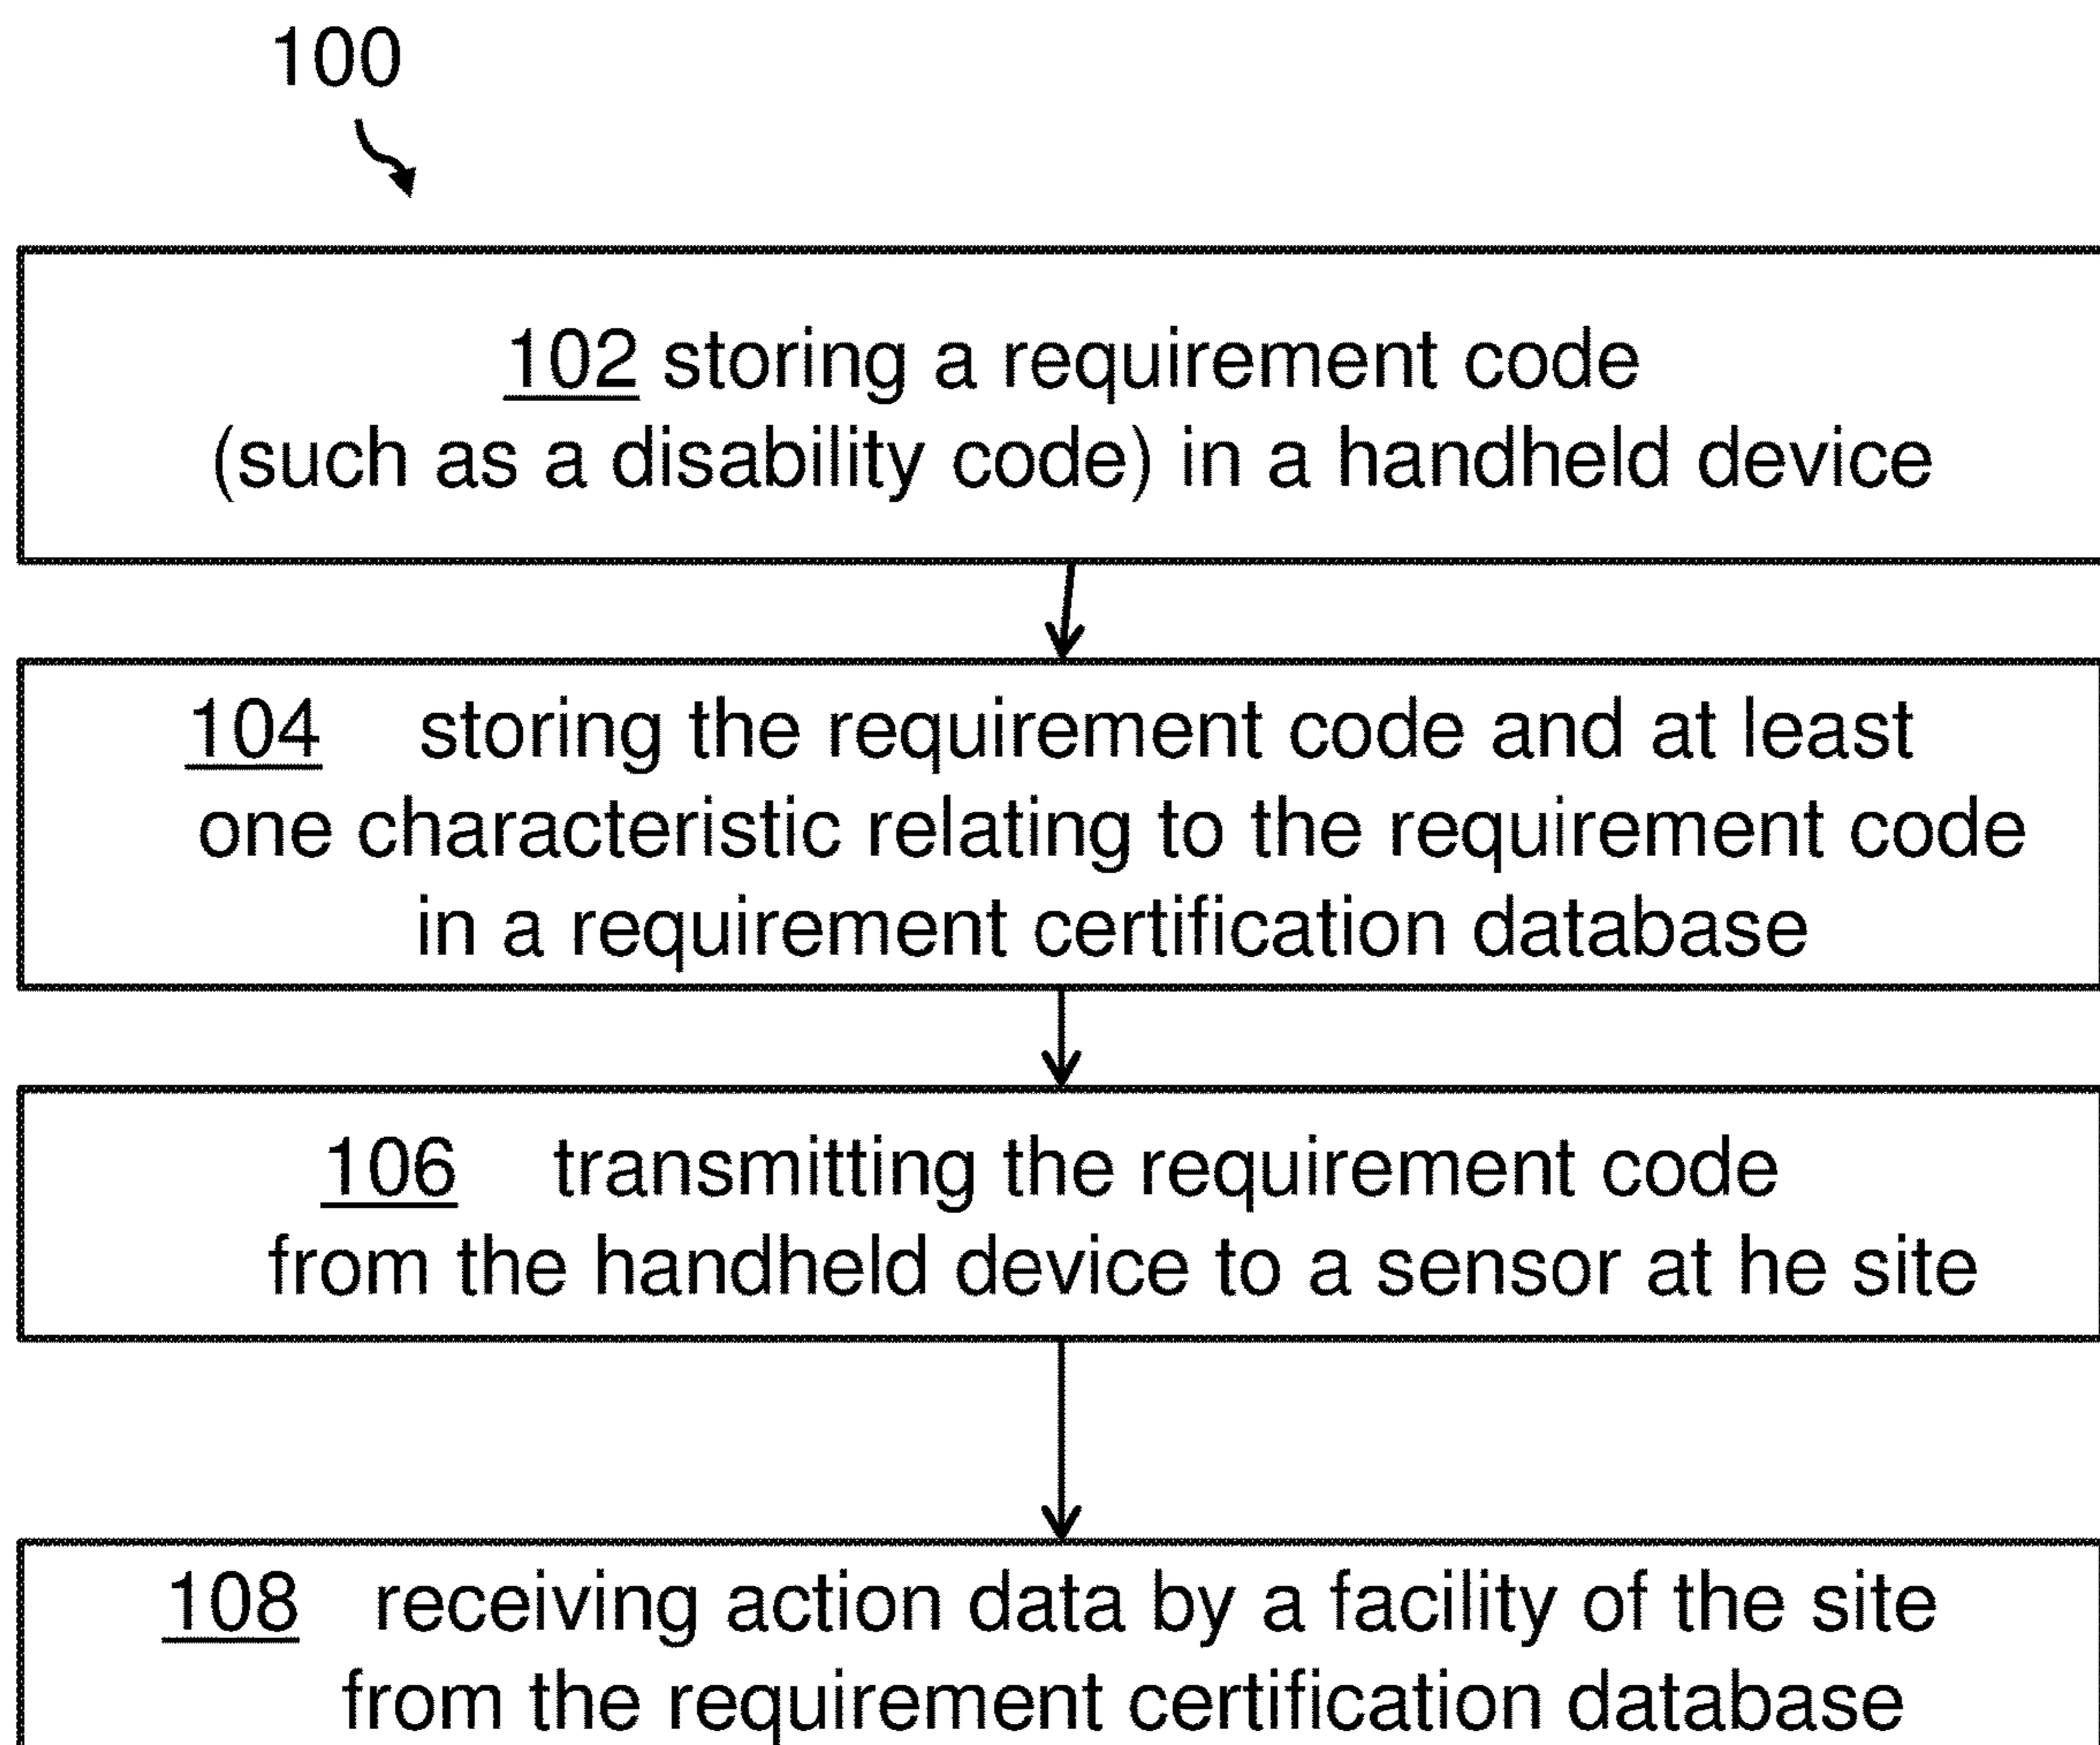 100
102 storing a requirement code
(such as a disability code) in a handheld device
104 storing the requirement code and at least
one characteristic relating to the requirement code
in a requirement certification database
106 transmitting the requirement code
from the handheld device to a sensor at he site
108 receiving action data by a facility of the site
from the requirement certification database